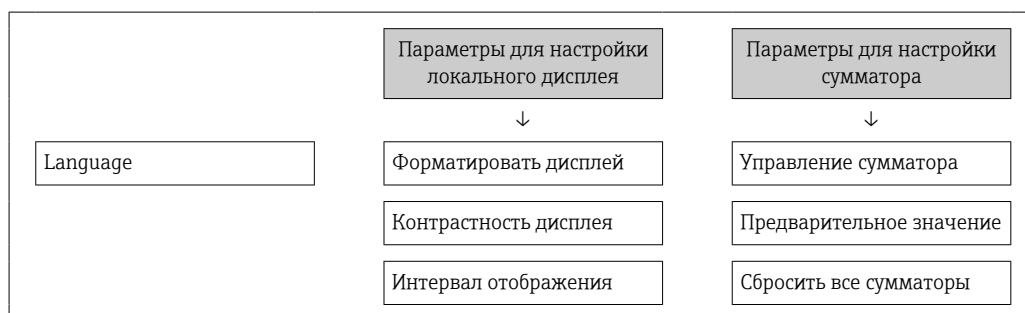 Параметры для настройки
локального дисплея
Параметры для настройки
сумматора
↓
↓
Language
Форматировать дисплей
Управление сумматора
Контрастность дисплея
Предварительное значение
Интервал отображения
Сбросить все сумматоры